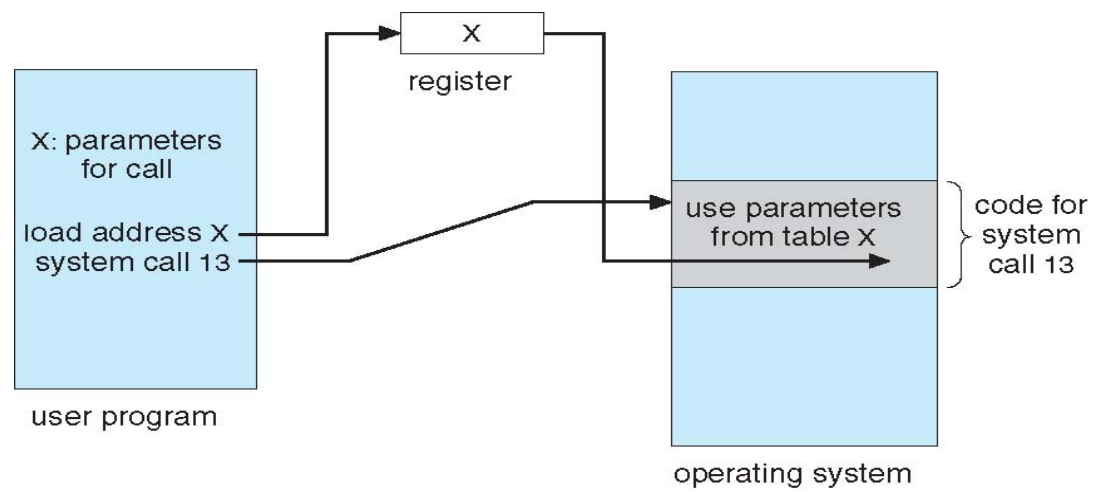 X
register
X: parameters
for call
load address X
system call 13
user program
use parameters
from table X
code for
system
call 13
operating system